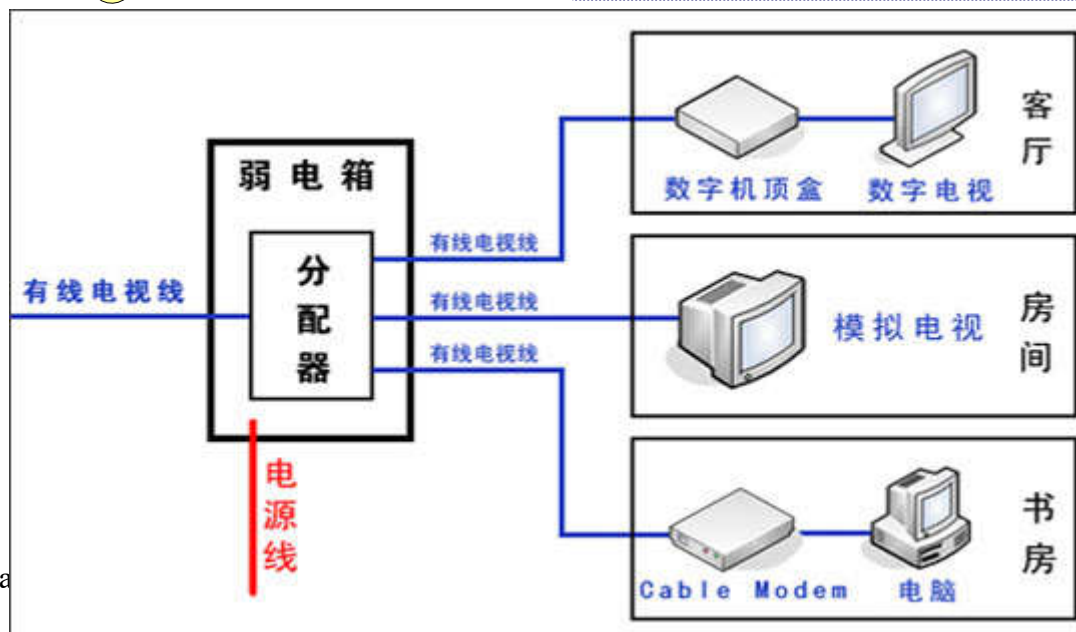 弱电箱
有线电视线
分配器
电源线
有线电视线
有线电视线
有线电视线
数字机顶盒
数字电视
客厅
模拟电视
房间
Cable Modem
电脑
书房
a